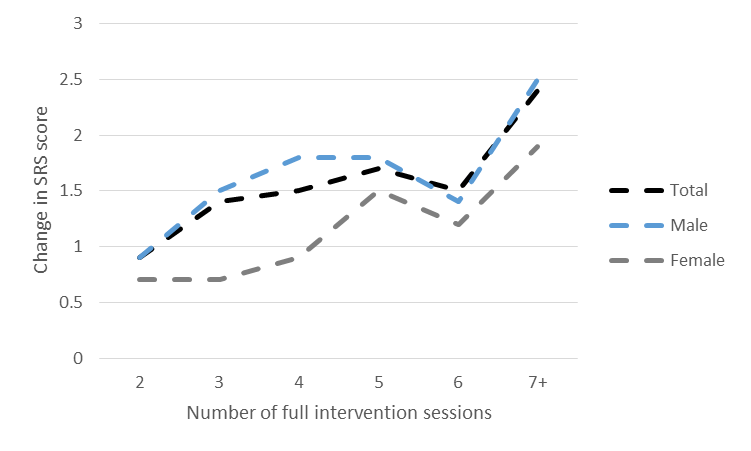 3
2.5
2
1.5
1
0.5
0
Change in SRS score
2 3 4 5 6 7+
Number of full intervention sessions
Total
Male
Female